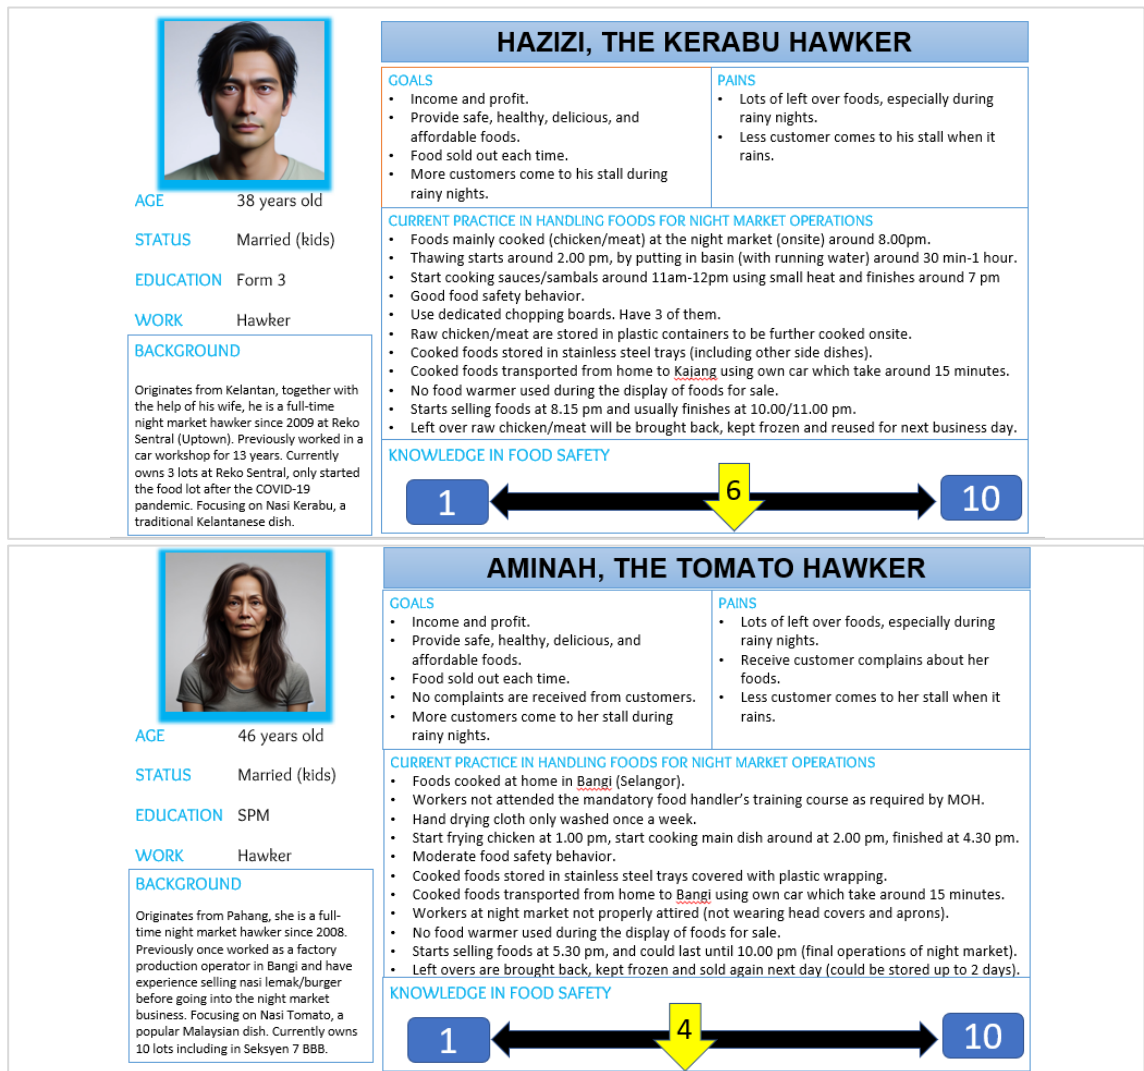 HAZIZI, THE KERABU HAWKER
AGE 38 years old
STATUS Married (kids)
EDUCATION Form 3
WORK Hawker
BACKGROUND
Originates from Kelantan, together with
the help of his wife, he is a full-time
night market hawker since 2009 at Reko
Sentral (Uptown). Previously worked in a
car workshop for 13 years. Currently
owns 3 lots at Reko Sentral, only started
the food lot after the COVID-19
pandemic. Focusing on Nasi Kerabu, a
traditional Kelantanese dish.
GOALS
• Income and profit.
• Provide safe, healthy, delicious, and
affordable foods.
• Food sold out each time.
• More customers come to his stall during
rainy nights.
PAINS
• Lots of left over foods, especially during
rainy nights.
• Less customer comes to his stall when it
rains.
CURRENT PRACTICE IN HANDLING FOODS FOR NIGHT MARKET OPERATIONS
• Foods mainly cooked (chicken/meat) at the night market (onsite) around 8.00pm.
• Thawing starts around 2.00 pm, by putting in basin (with running water) around 30 min-1 hour.
• Start cooking sauces/sambals around 11am-12pm using small heat and finishes around 7 pm
• Good food safety behavior.
• Use dedicated chopping boards. Have 3 of them.
• Raw chicken/meat are stored in plastic containers to be further cooked onsite.
• Cooked foods stored in stainless steel trays (including other side dishes).
• Cooked foods transported from home to Kajang using own car which take around 15 minutes.
• No food warmer used during the display of foods for sale.
• Starts selling foods at 8.15 pm and usually finishes at 10.00/11.00 pm.
• Left over raw chicken/meat will be brought back, kept frozen and reused for next business day.
KNOWLEDGE IN FOOD SAFETY
1 6 10
AMINAH, THE TOMATO HAWKER
AGE 46 years old
STATUS Married (kids)
EDUCATION SPM
WORK Hawker
BACKGROUND
Originates from Pahang, she is a full-
time night market hawker since 2008.
Previously once worked as a factory
production operator in Bangi and have
experience selling nasi lemak/burger
before going into the night market
business. Focusing on Nasi Tomato, a
popular Malaysian dish. Currently owns
10 lots including in Seksyen 7 BBB.
GOALS
• Income and profit.
• Provide safe, healthy, delicious, and
affordable foods.
• Food sold out each time.
• No complaints are received from customers.
• More customers come to her stall during
rainy nights.
PAINS
• Lots of left over foods, especially during
rainy nights.
• Receive customer complains about her
foods.
• Less customer comes to her stall when it
rains.
CURRENT PRACTICE IN HANDLING FOODS FOR NIGHT MARKET OPERATIONS
• Foods cooked at home in Bangi (Selangor).
• Workers not attended the mandatory food handler's training course as required by MOH.
• Hand drying cloth only washed once a week.
• Start frying chicken at 1.00 pm, start cooking main dish around at 2.00 pm, finished at 4.30 pm.
• Moderate food safety behavior.
• Cooked foods stored in stainless steel trays covered with plastic wrapping.
• Cooked foods transported from home to Bangi using own car which take around 15 minutes.
• Workers at night market not properly attired (not wearing head covers and aprons).
• No food warmer used during the display of foods for sale.
• Starts selling foods at 5.30 pm, and could last until 10.00 pm (final operations of night market).
• Left overs are brought back, kept frozen and sold again next day (could be stored up to 2 days).
KNOWLEDGE IN FOOD SAFETY
1 4 10